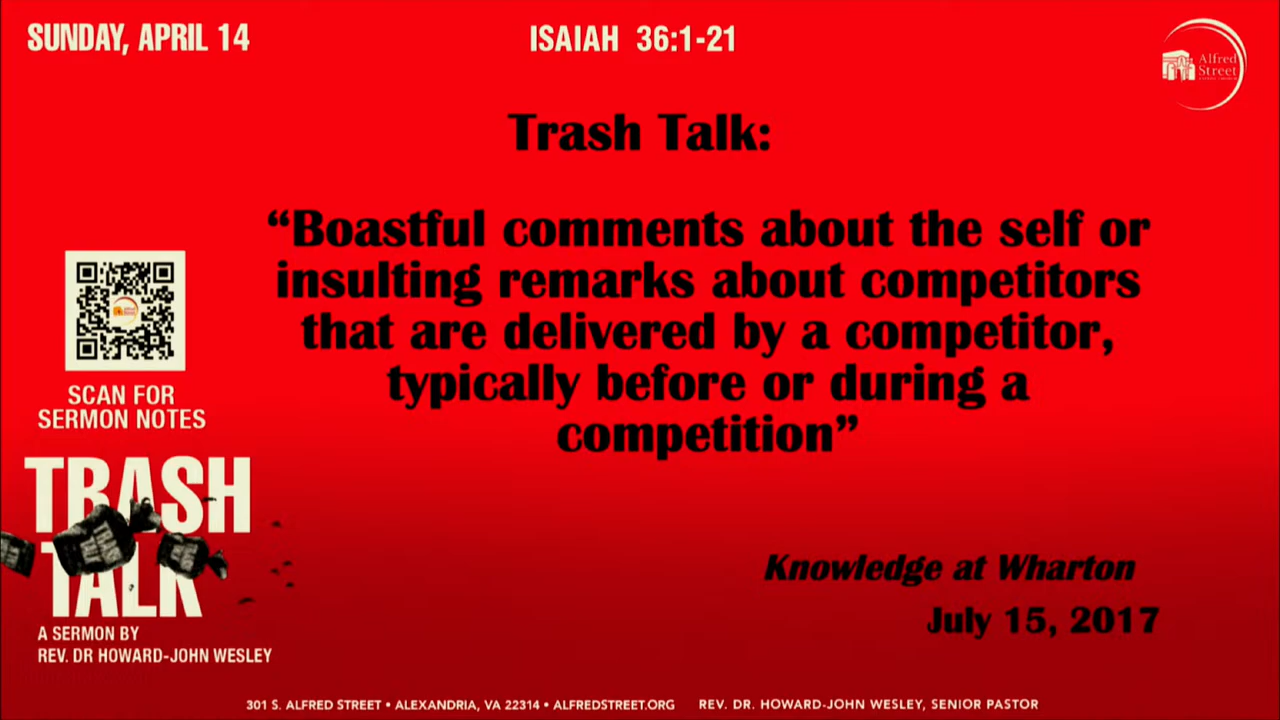 SUNDAY, APRIL 14
ISAIAH 36:1-21
Alfred
Street
Trash Talk:
“Boastful comments about the self or
insulting remarks about competitors
that are delivered by a competitor,
typically before or during a
competition”
SCAN FOR
SERMON NOTES
TRASH
TALK
A SERMON BY
REV. DR HOWARD-JOHN WESLEY
Knowledge at Wharton
July 15, 2017
301 S. ALFRED STREET • ALEXANDRIA, VA 22314 • ALFREDSTREET.ORG REV. DR. HOWARD-JOHN WESLEY, SENIOR PASTOR